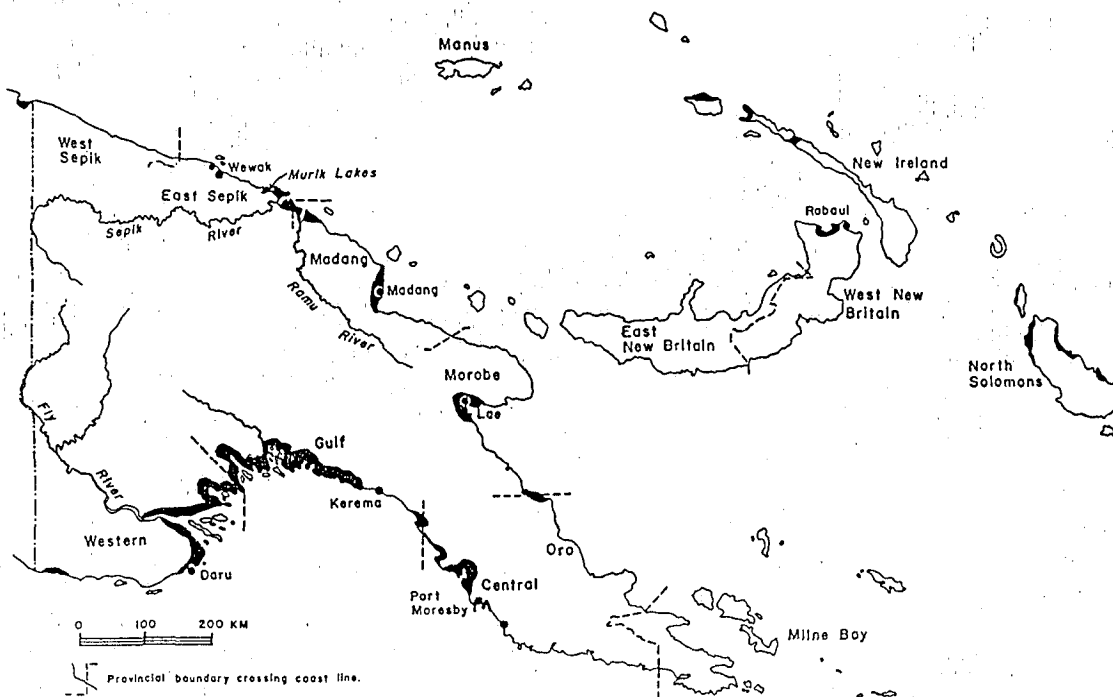 Manus
West
Sepik
Wewak
Murik Lakes
New Ireland
East Sepik
Sepik
River
Rabaul
Madang
Madang
Ramu
River
West New
Britain
East
New Britain
North
Solomons
Morobe
Lae
Fly
River
Gulf
Kerema
Western
Daru
Oro
Central
Port
Moresby
Milne Bay
0 100 200 KM
Provincial boundary crossing coast line.